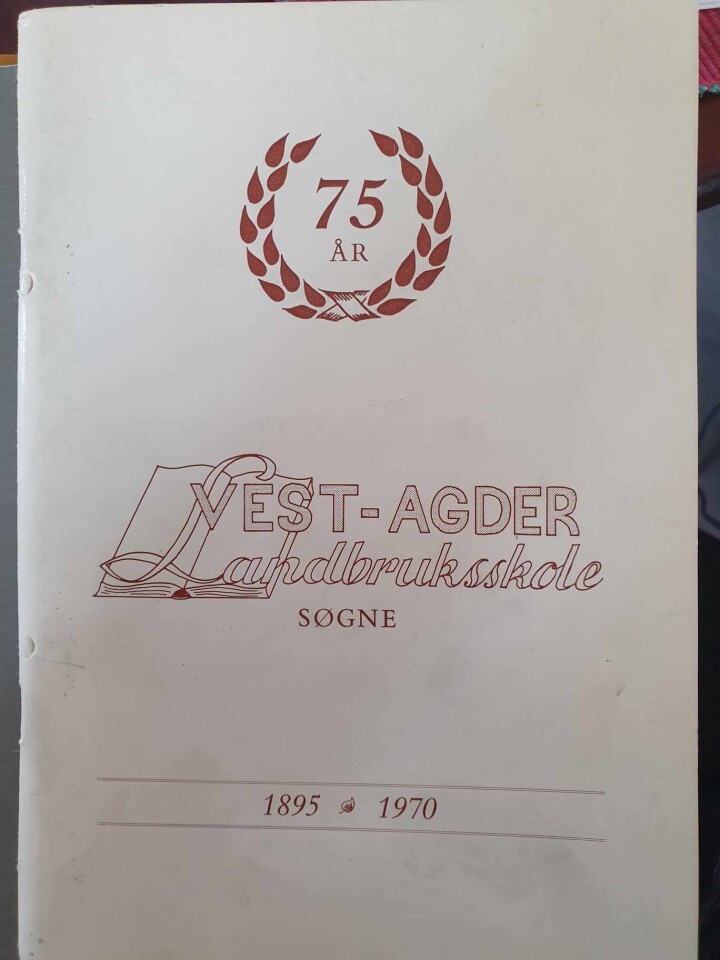 75
ÅR
VEST-AGDER
Landbruksskole
SØGNE
1895 1970